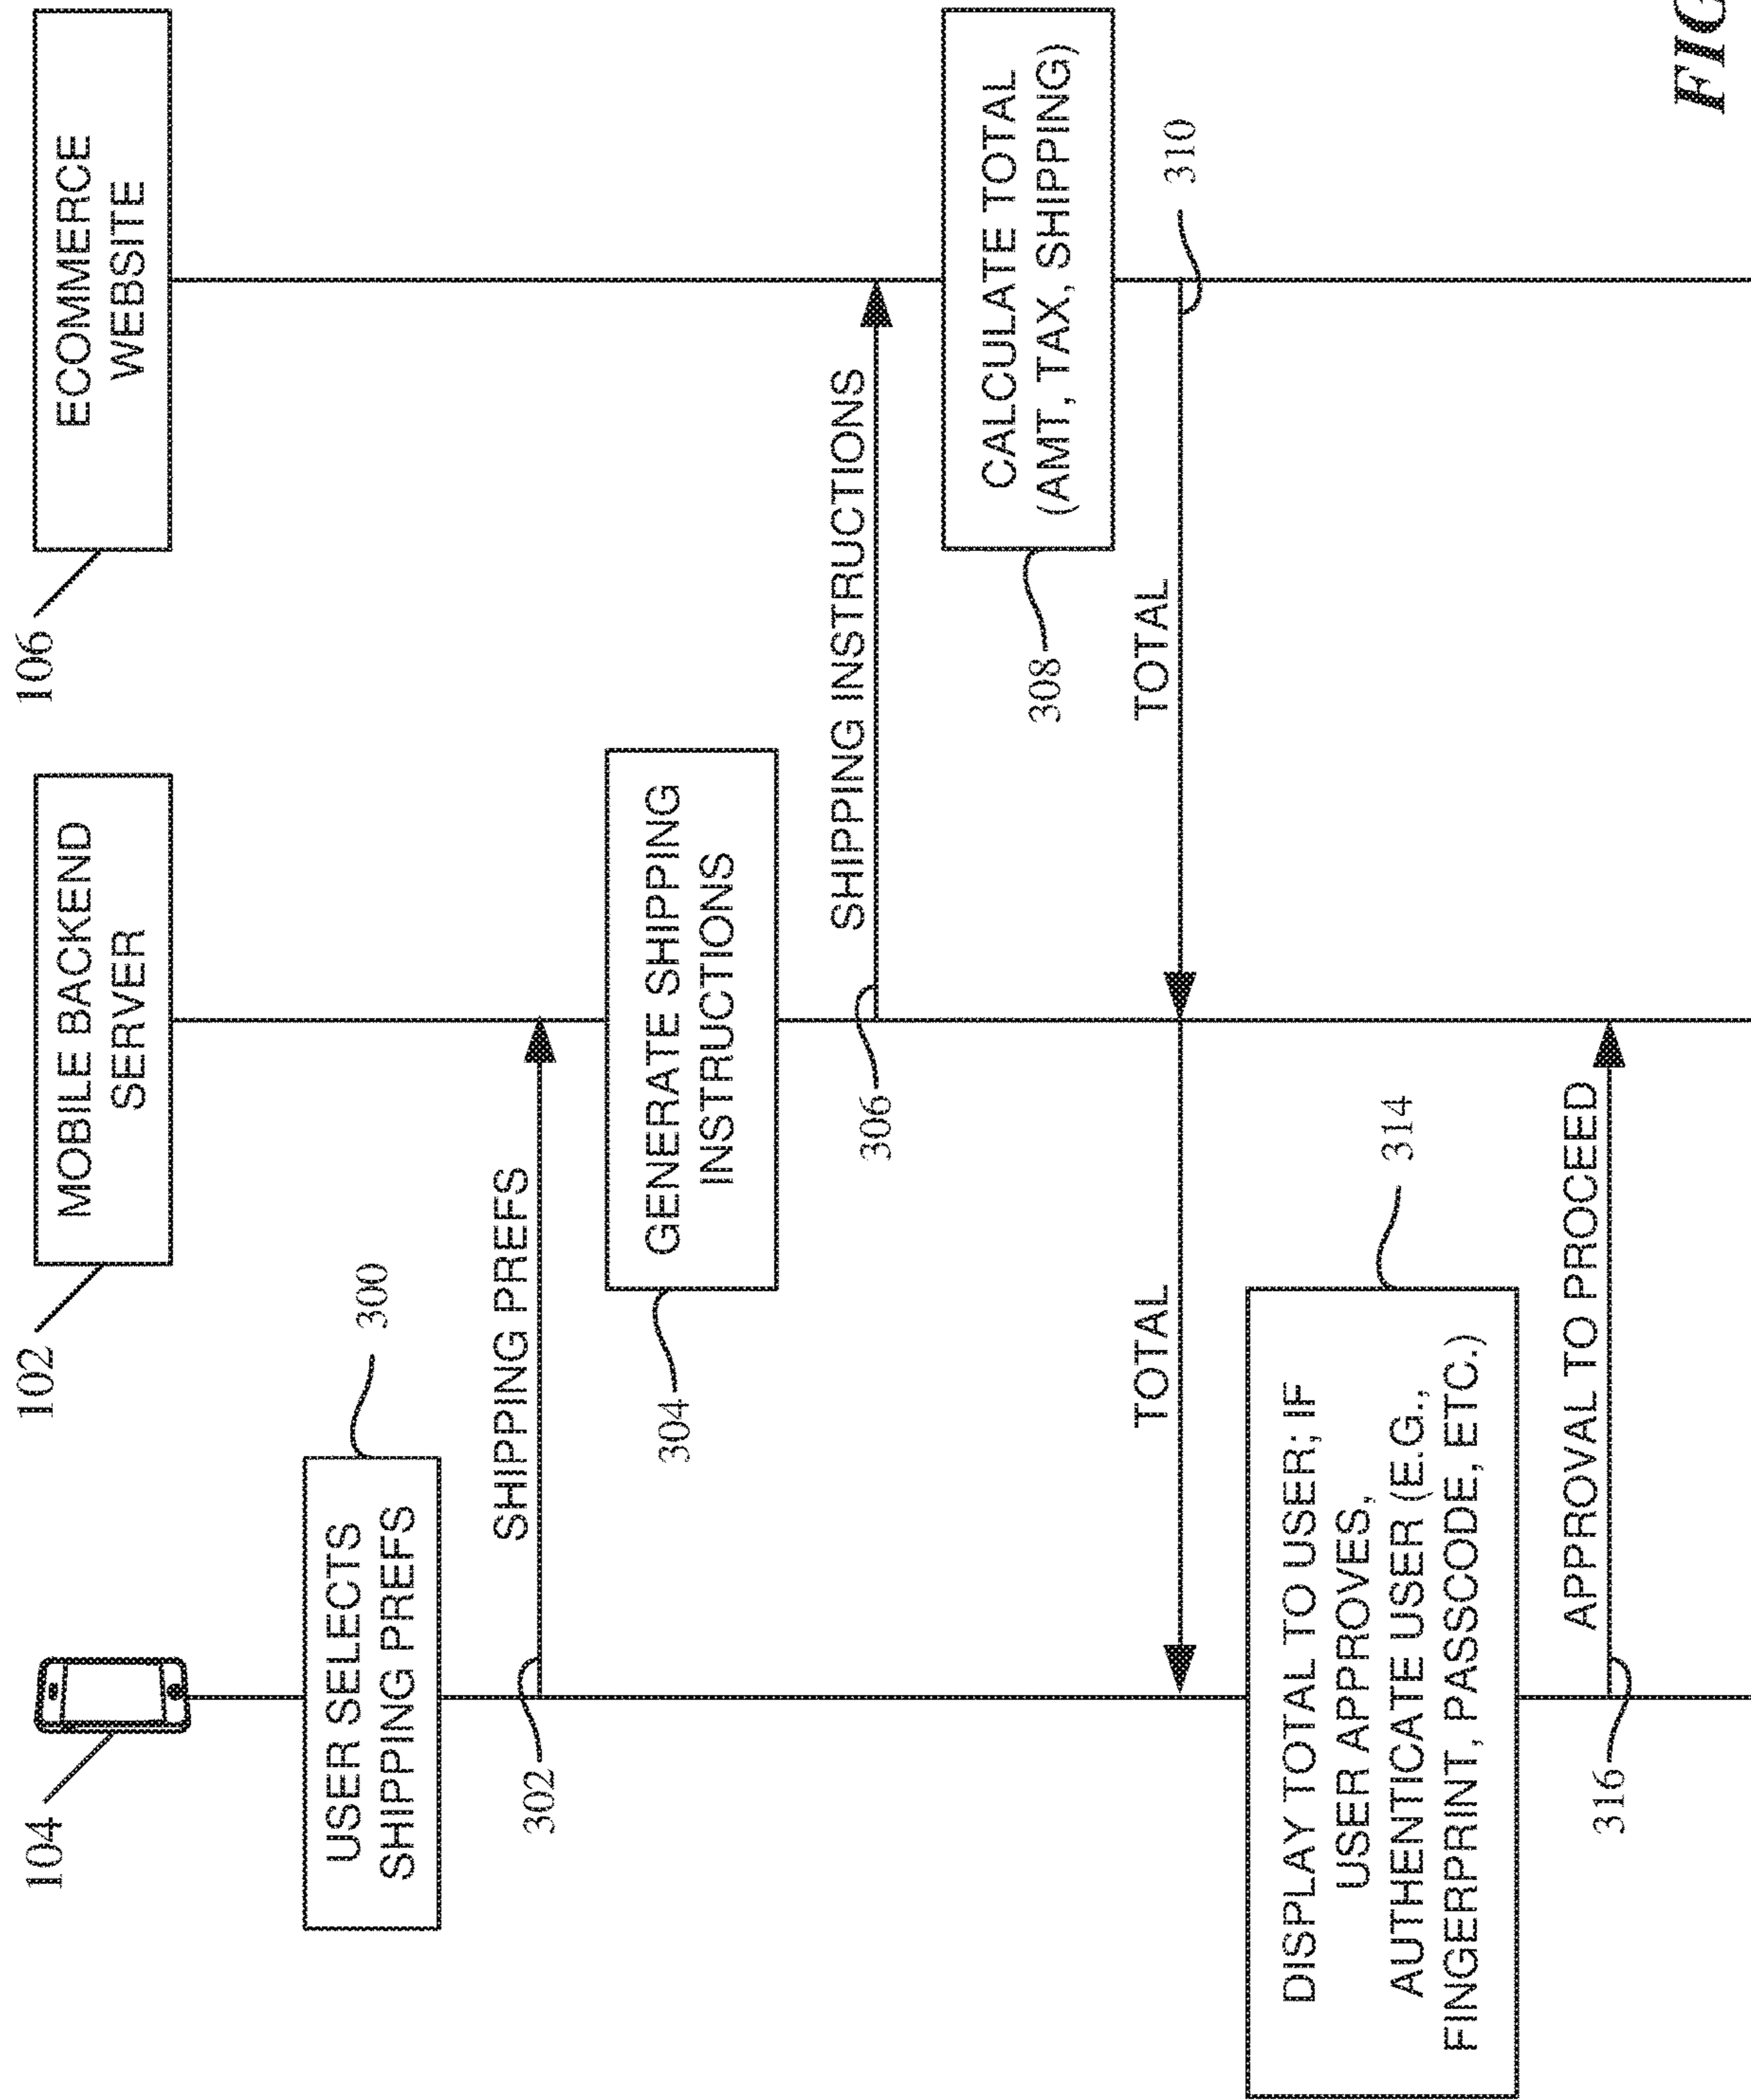 104
102
MOBILE BACKEND
SERVER
106
ECOMMERCE
WEBSITE
USER SELECTS
SHIPPING PREFS
300
SHIPPING PREFS
302
GENERATE SHIPPING
INSTRUCTIONS
304
SHIPPING INSTRUCTIONS
306
CALCULATE TOTAL
(AMT, TAX, SHIPPING)
308
TOTAL
310
TOTAL
DISPLAY TOTAL TO USER; IF
USER APPROVES,
AUTHENTICATE USER (E.G.,
FINGERPRINT, PASSCODE, ETC.)
314
APPROVAL TO PROCEED
316
FIG